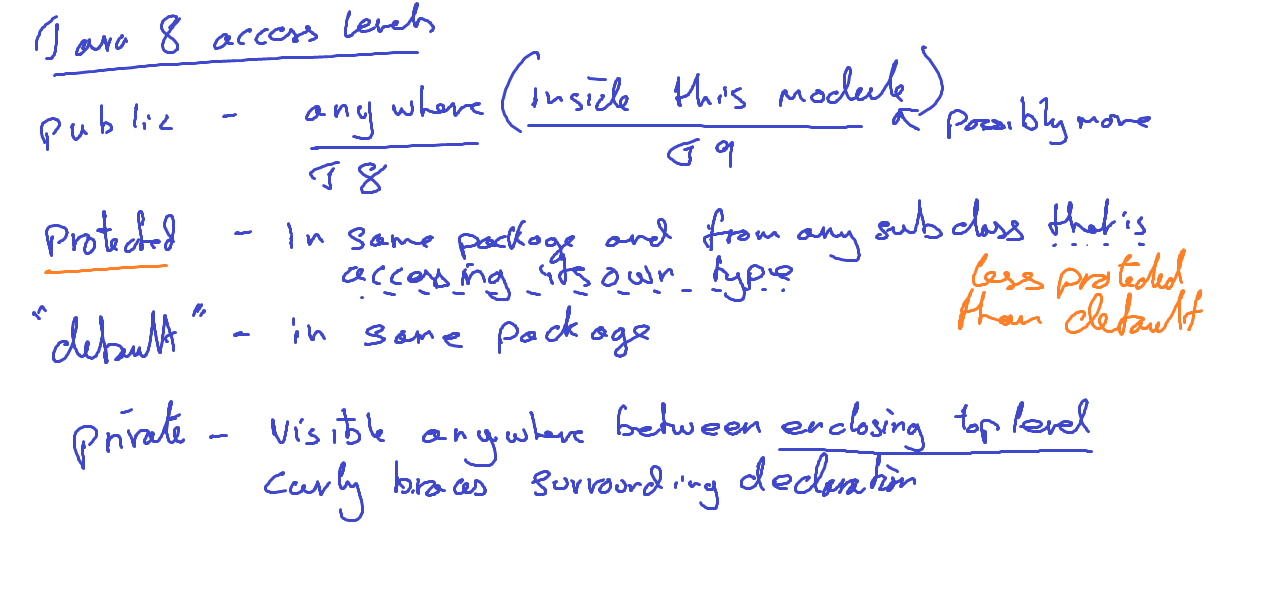 Java 8 access levels
public - anywhere (inside this module) possibly more
J8 J9
Protected - In same package and from any subclass that is
accessing its own type
less protected
than default
"default" - in same package
private - Visible anywhere between enclosing top level
curly braces surrounding declaration